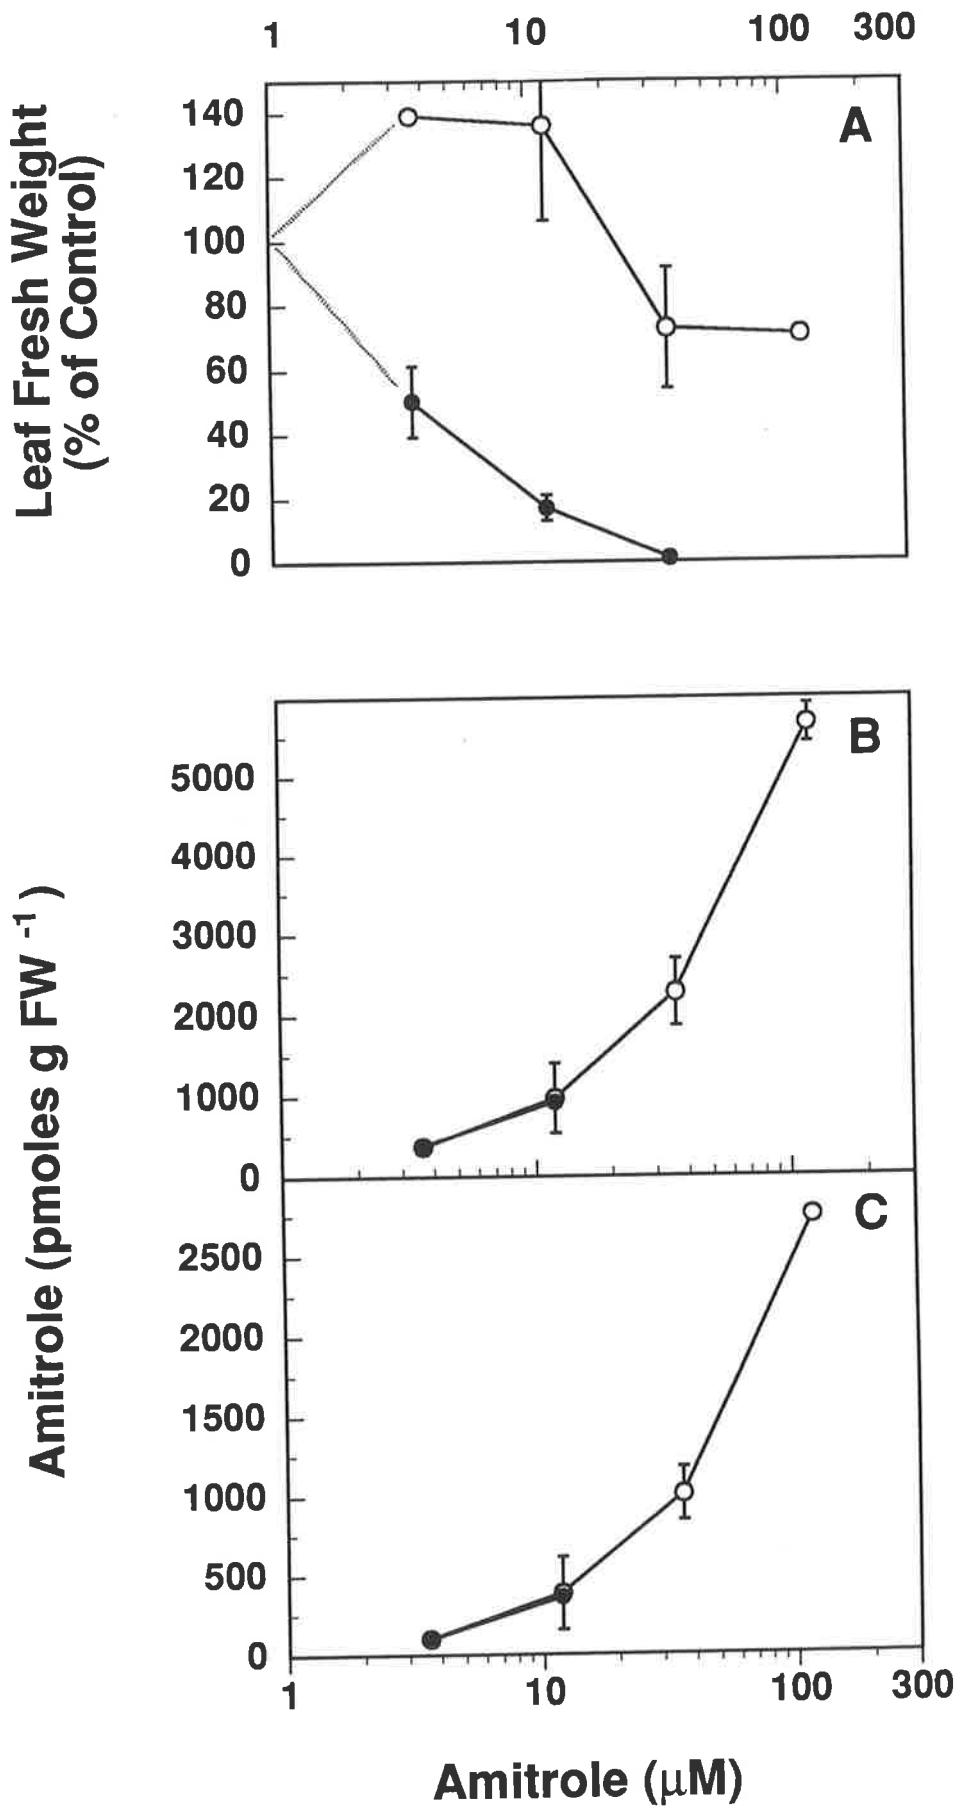 1 10 100 300
Leaf Fresh Weight
(% of Control)
140
120
100
80
60
40
20
0
A
Amitrole (pmoles g FW -1 )
5000
4000
3000
2000
1000
0
B
2500
2000
1500
1000
500
0
C
1 10 100 300
Amitrole (μM)